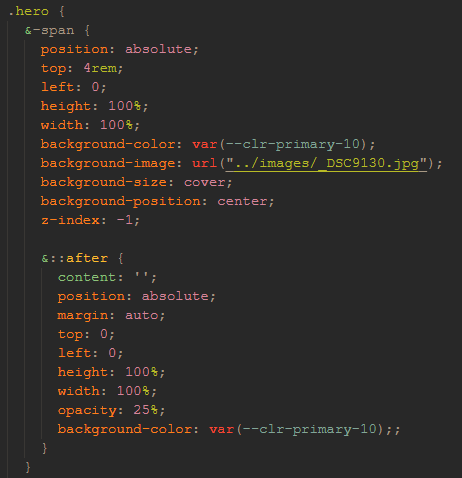 .hero {
  &-span {
    position: absolute;
    top: 4rem;
    left: 0;
    height: 100%;
    width: 100%;
    background-color: var(--clr-primary-10);
    background-image: url("../images/_DSC9130.jpg");
    background-size: cover;
    background-position: center;
    z-index: -1;

    &::after {
      content: '';
      position: absolute;
      margin: auto;
      top: 0;
      left: 0;
      height: 100%;
      width: 100%;
      opacity: 25%;
      background-color: var(--clr-primary-10);;
    }
  }